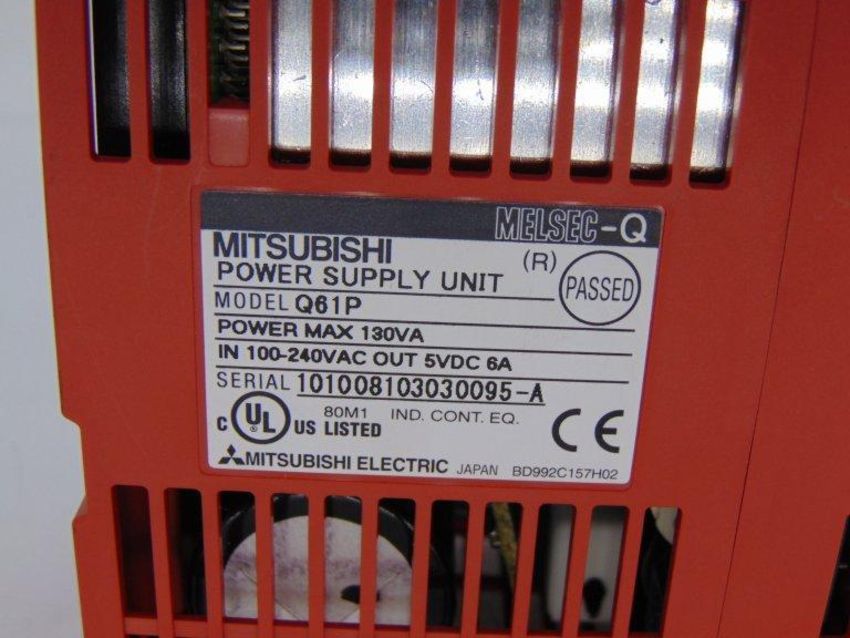 MELSEC-Q
MITSUBISHI (R)
POWER SUPPLY UNIT
PASSED
MODEL Q61P
POWER MAX 130VA
IN 100-240VAC OUT 5VDC 6A
SERIAL 101008103030095-A
C UL US LISTED
80M1 IND. CONT. EQ.
CE
MITSUBISHI ELECTRIC JAPAN BD992C157H02